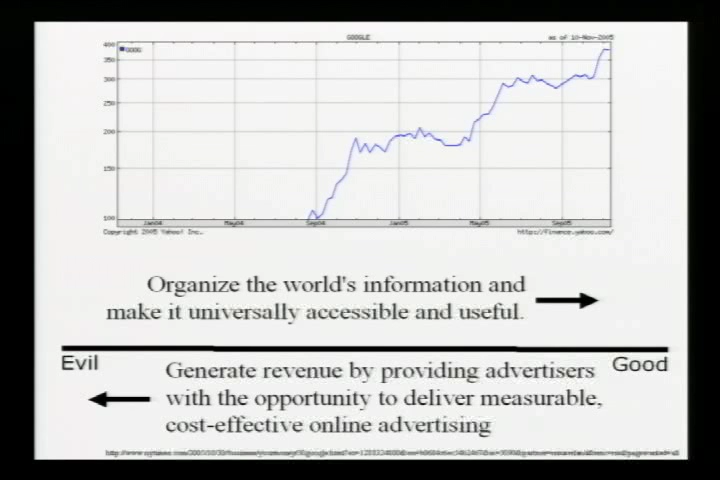 GOOGLE
as of 10-Nov-2005
GOOG
400
350
300
250
200
150
100
Jan04 May04 Sep04 Jan05 May05 Sep05
Copyright 2005 Yahoo! Inc.
http://finance.yahoo.com/
Organize the world's information and
make it universally accessible and useful.
Evil
Good
Generate revenue by providing advertisers
with the opportunity to deliver measurable,
cost-effective online advertising